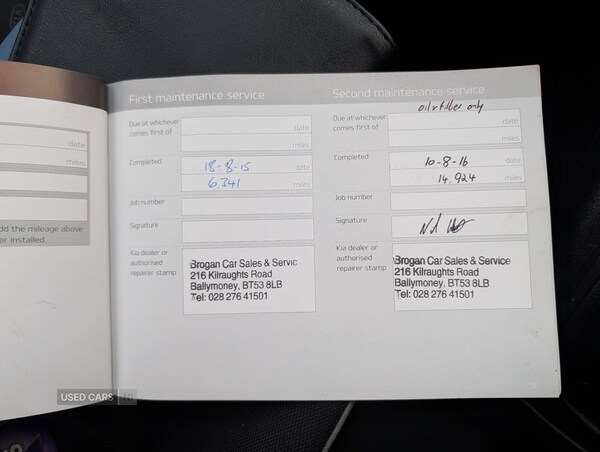 date
miles
dd the mileage above
er installed.
First maintenance service
Due at whichever
comes first of
date
miles
Completed
18-8-15
date
6,341
miles
Job number
Signature
Kia dealer or
authorised
repairer stamp
Brogan Car Sales & Servic
216 Kilraughts Road
Ballymoney, BT53 8LB
Tel: 028 276 41501
Second maintenance service
oil & filter only
Due at whichever
comes first of
date
miles
Completed
10-8-16
date
14,924
miles
Job number
Signature
Kia dealer or
authorised
repairer stamp
Brogan Car Sales & Service
216 Kilraughts Road
Ballymoney, BT53 8LB
Tel: 028 276 41501
USED CARS NI